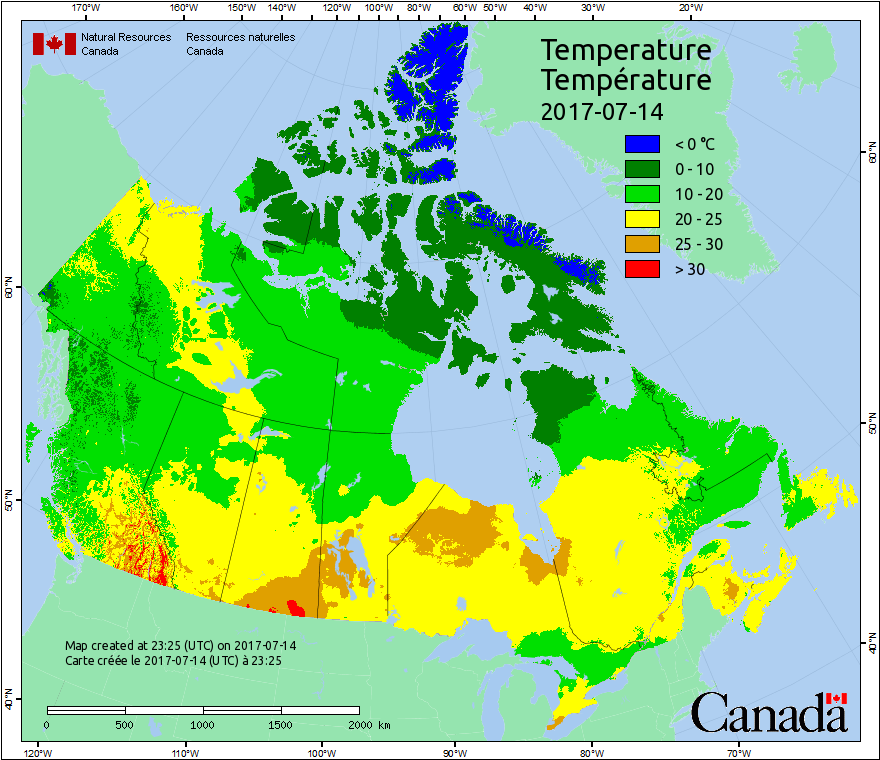 170°W 160°W 150°W 140°W 120°W 100°W 80°W 60°W 50°W 40°W 30°W 20°W
Natural Resources Ressources naturelles
Canada Canada
Temperature
Température
2017-07-14
< 0 °C
0 - 10
10 - 20
20 - 25
25 - 30
> 30
60°N
60°N
50°N
50°N
40°N
40°N
Map created at 23:25 (UTC) on 2017-07-14
Carte créée le 2017-07-14 (UTC) à 23:25
0 500 1000 1500 2000 km
Canada
120°W 110°W 100°W 90°W 80°W 70°W